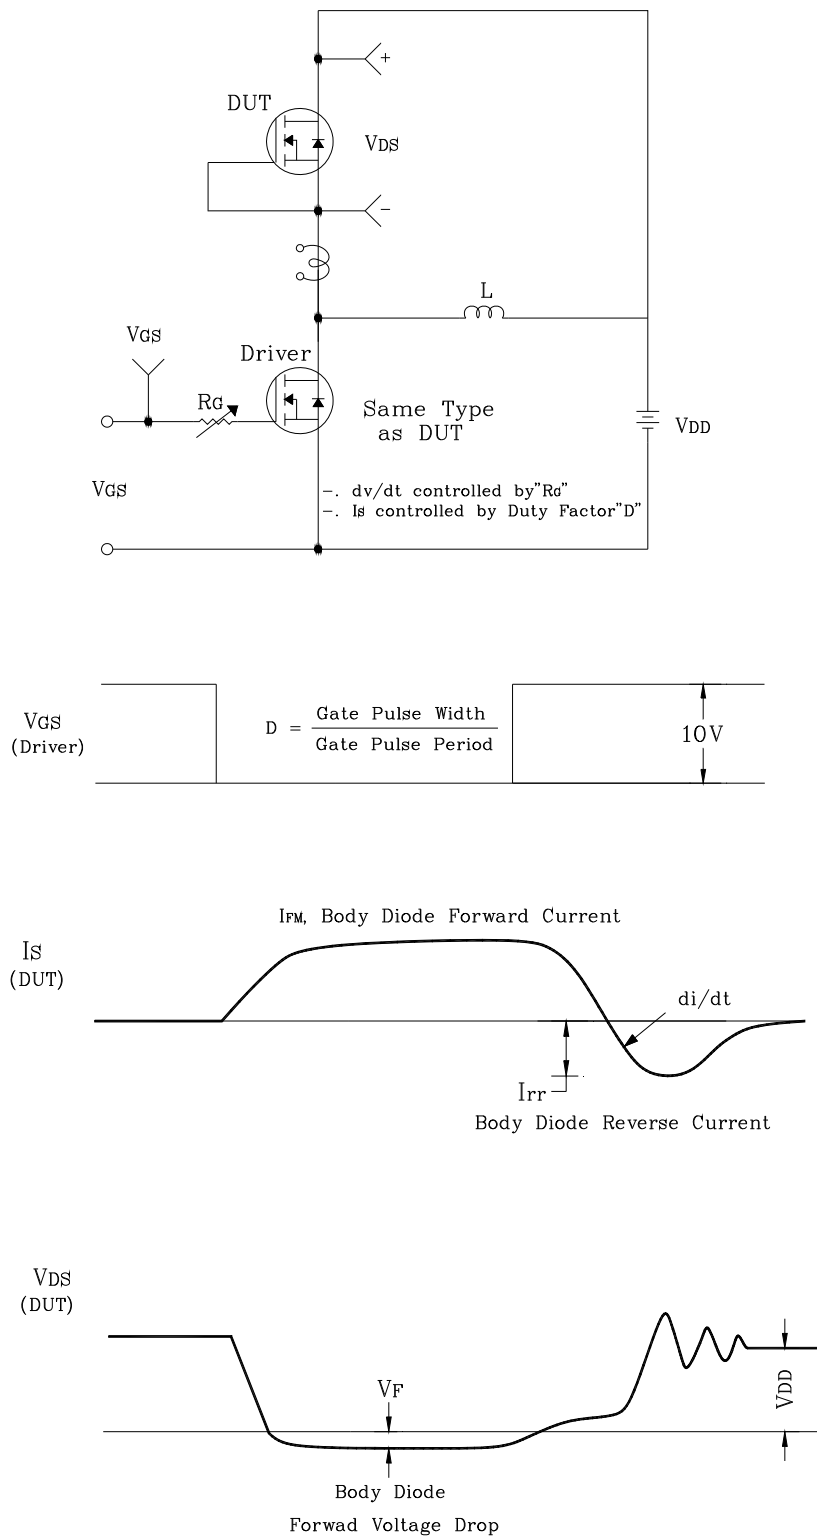 +
DUT
VDS
−
L
VGS
Driver
RG
Same Type
as DUT
VDD
VGS
−. dv/dt controlled by"RG"
−. IS controlled by Duty Factor"D"
VGS
(Driver)
D = Gate Pulse Width
Gate Pulse Period
10V
IFM, Body Diode Forward Current
IS
(DUT)
di/dt
Irr
Body Diode Reverse Current
VDS
(DUT)
VF
VDD
Body Diode
Forwad Voltage Drop